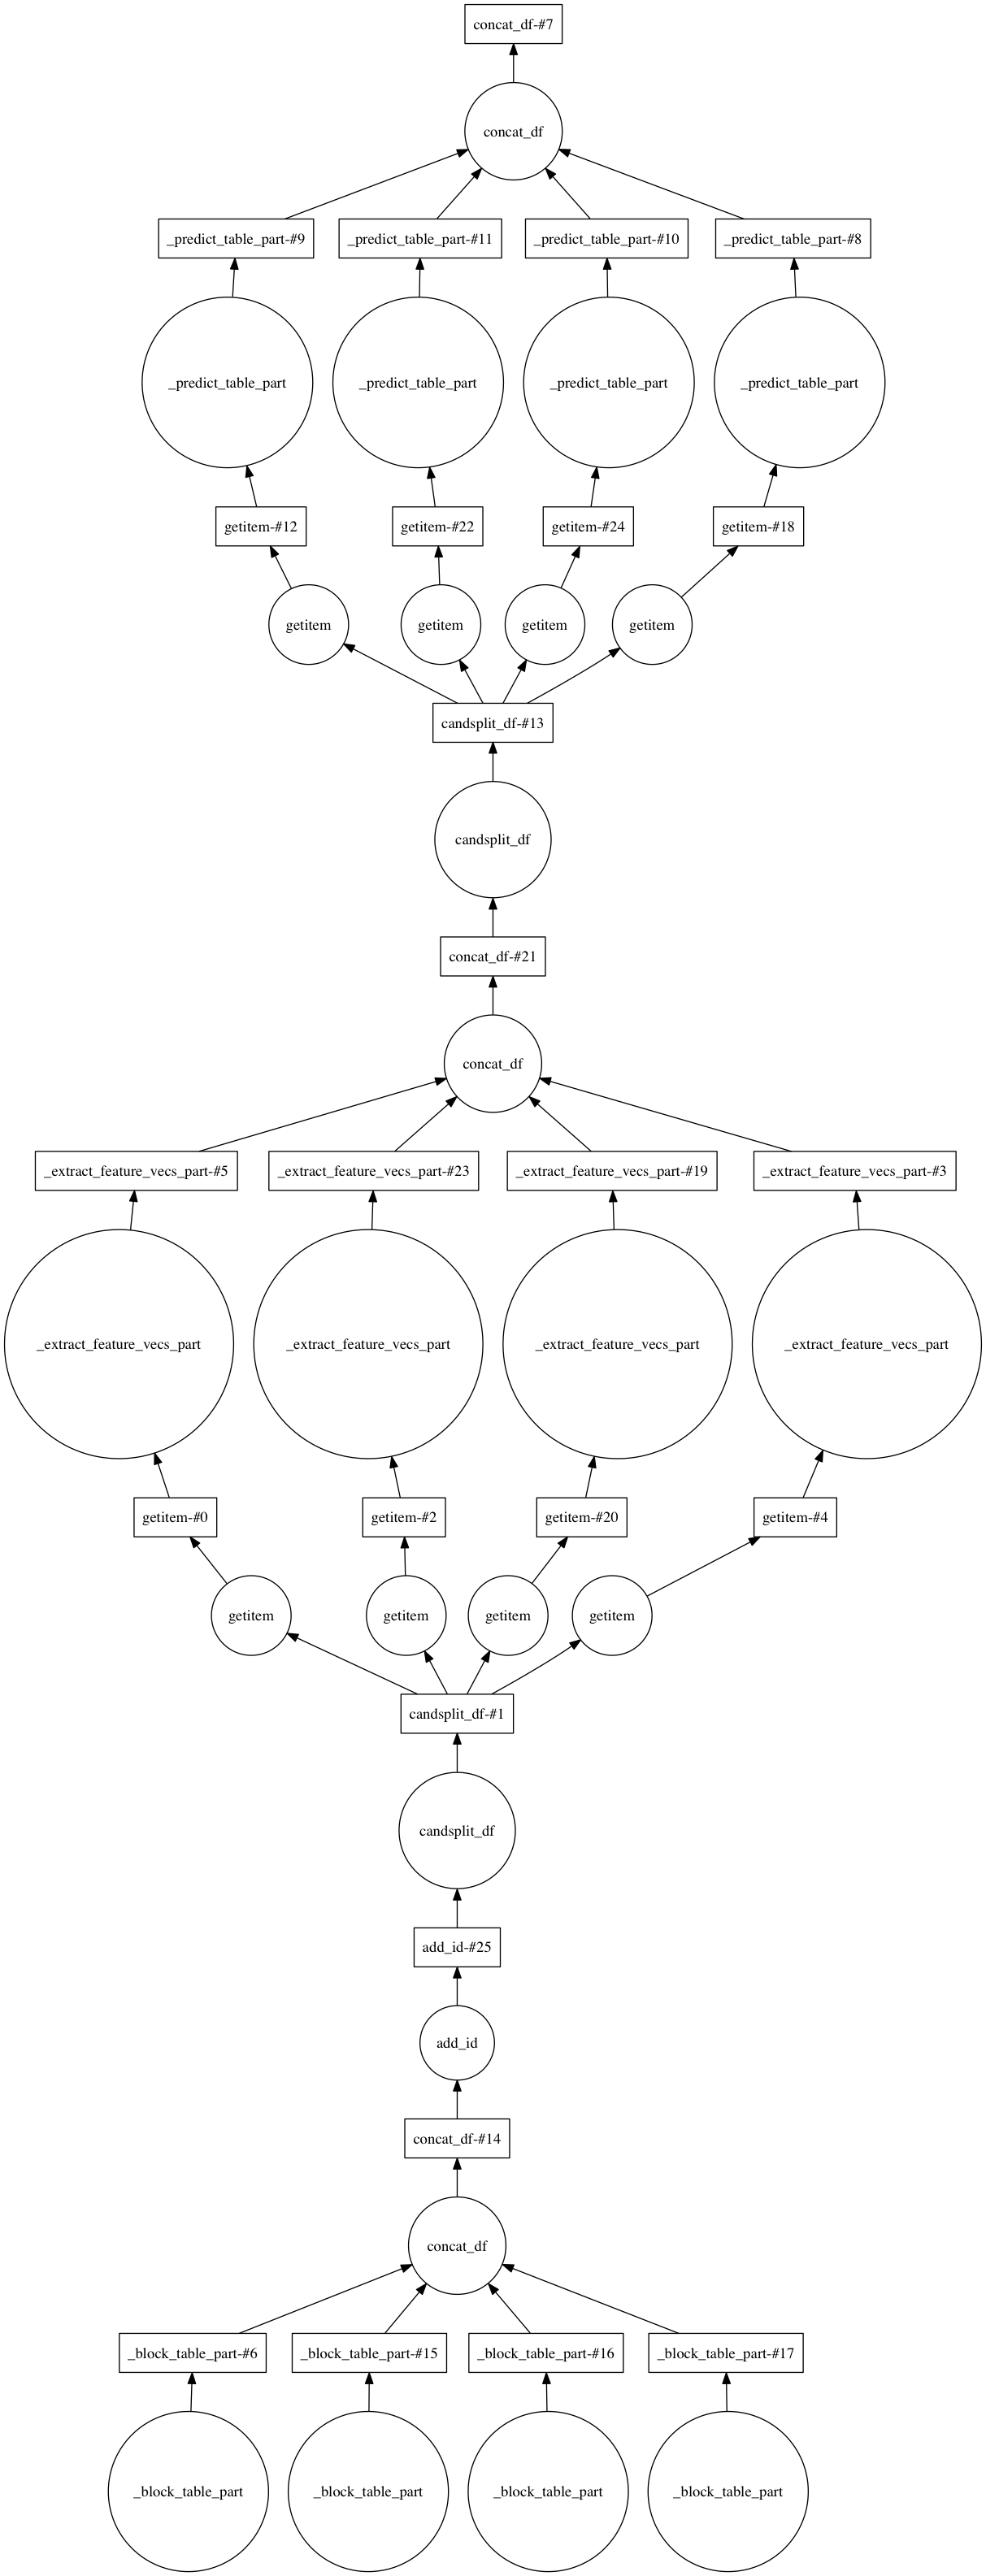 concat_df-#7
concat_df
_predict_table_part-#9
_predict_table_part-#11
_predict_table_part-#10
_predict_table_part-#8
_predict_table_part
_predict_table_part
_predict_table_part
_predict_table_part
getitem-#12
getitem-#22
getitem-#24
getitem-#18
getitem
getitem
getitem
getitem
candsplit_df-#13
candsplit_df
concat_df-#21
concat_df
_extract_feature_vecs_part-#5
_extract_feature_vecs_part-#23
_extract_feature_vecs_part-#19
_extract_feature_vecs_part-#3
_extract_feature_vecs_part
_extract_feature_vecs_part
_extract_feature_vecs_part
_extract_feature_vecs_part
getitem-#0
getitem-#2
getitem-#20
getitem-#4
getitem
getitem
getitem
getitem
candsplit_df-#1
candsplit_df
add_id-#25
add_id
concat_df-#14
concat_df
_block_table_part-#6
_block_table_part-#15
_block_table_part-#16
_block_table_part-#17
_block_table_part
_block_table_part
_block_table_part
_block_table_part